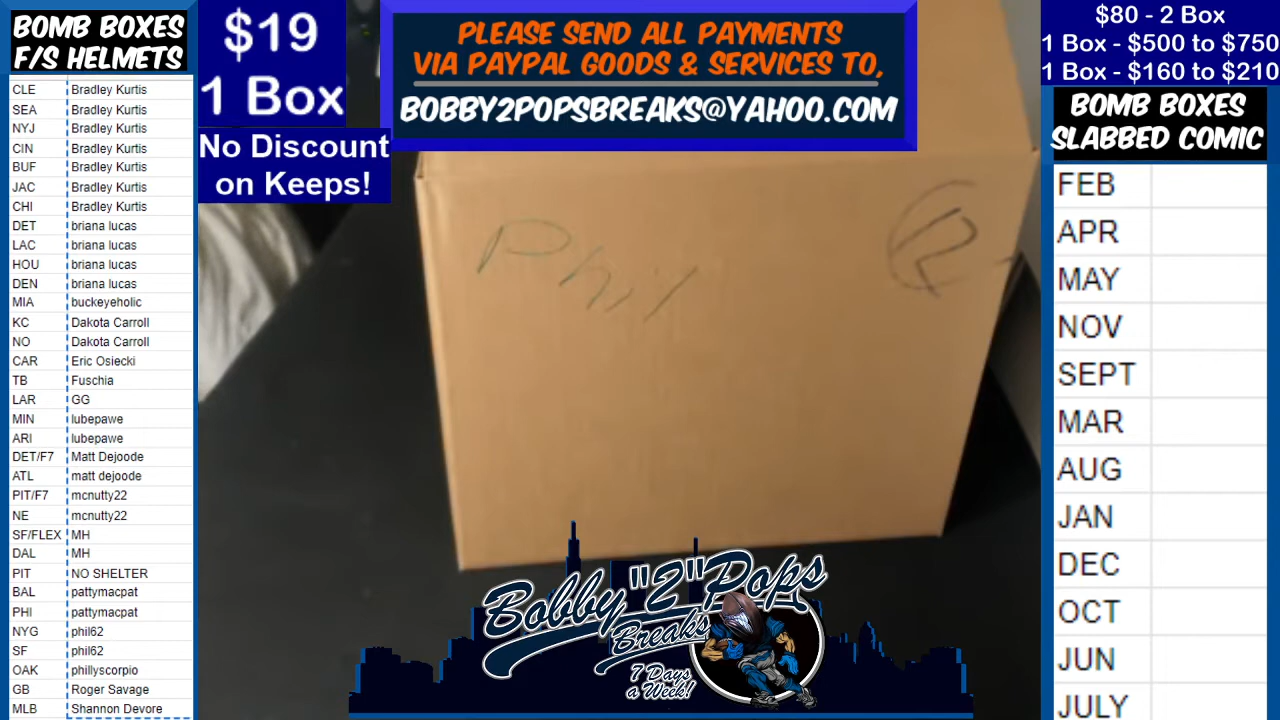 BOMB BOXES
F/S HELMETS
CLE Bradley Kurtis
SEA Bradley Kurtis
NYJ Bradley Kurtis
CIN Bradley Kurtis
BUF Bradley Kurtis
JAC Bradley Kurtis
CHI Bradley Kurtis
DET briana lucas
LAC briana lucas
HOU briana lucas
DEN briana lucas
MIA buckeyeholic
KC Dakota Carroll
NO Dakota Carroll
CAR Eric Osiecki
TB Fuschia
LAR GG
MIN lubepawe
ARI lubepawe
DET/F7 Matt Dejoode
ATL matt dejoode
PIT/F7 mcnutty22
NE mcnutty22
SF/FLEX MH
DAL MH
PIT NO SHELTER
BAL pattymacpat
PHI pattymacpat
NYG phil62
SF phil62
OAK phillyscorpio
GB Roger Savage
MLB Shannon Devore
$19
1 Box
No Discount
on Keeps!
PLEASE SEND ALL PAYMENTS
VIA PAYPAL GOODS & SERVICES TO,
BOBBY2POPSBREAKS@YAHOO.COM
Phil
Bobby "2" Pops
Breaks
7 Days
a Week!
$80 - 2 Box
1 Box - $500 to $750
1 Box - $160 to $210
BOMB BOXES
SLABBED COMIC
FEB
APR
MAY
NOV
SEPT
MAR
AUG
JAN
DEC
OCT
JUN
JULY